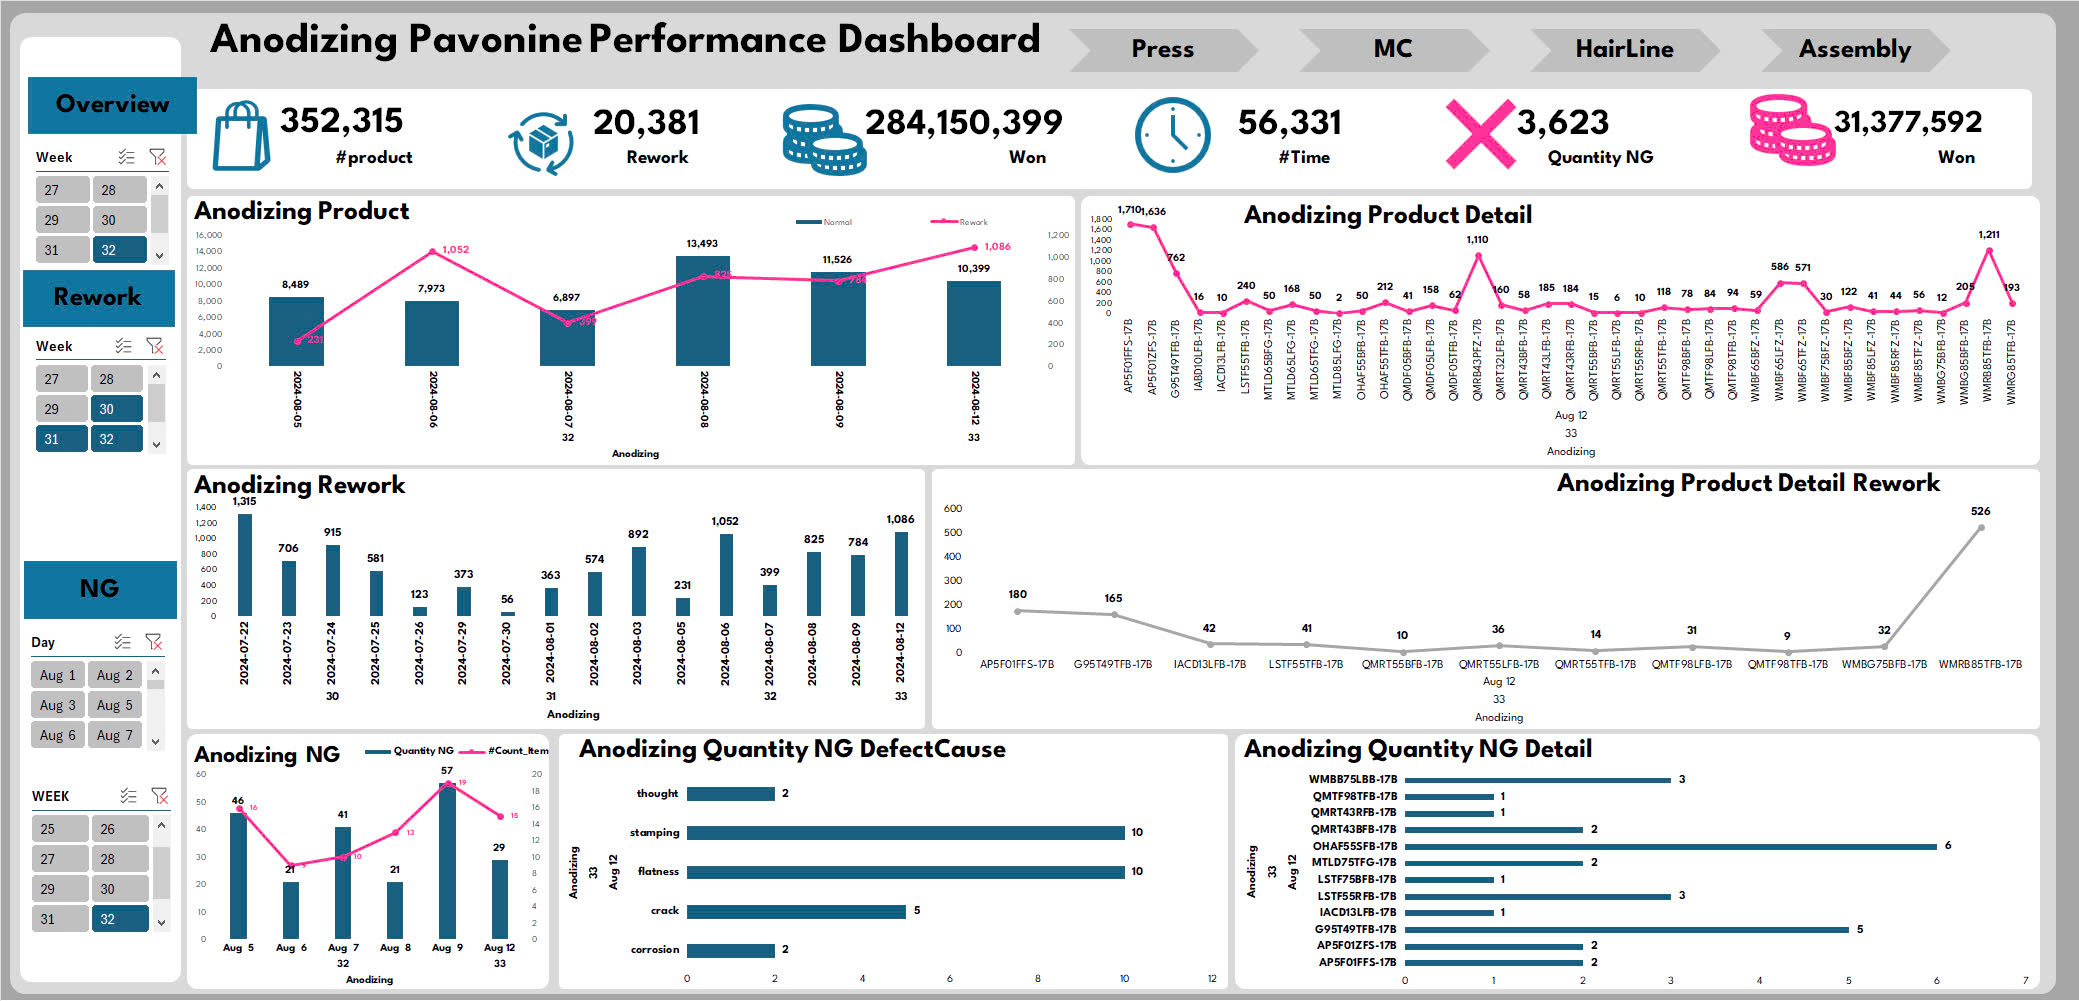 Anodizing Pavonine Performance Dashboard
Press
MC
HairLine
Assembly
Overview
352,315
#product
20,381
Rework
284,150,399
Won
56,331
#Time
3,623
Quantity NG
31,377,592
Won
Week
27 28
29 30
31 32
Rework
Week
27 28
29 30
31 32
NG
Day
Aug 1 Aug 2
Aug 3 Aug 5
Aug 6 Aug 7
WEEK
25 26
27 28
29 30
31 32
Anodizing Product
Normal Rework
16,000
14,000
12,000
10,000
8,000
6,000
4,000
2,000
0
1,200
1,000
800
600
400
200
0
8,489 7,973 6,897 13,493 11,526 10,399
231 1,052 399 825 784 1,086
2024-08-05 2024-08-06 2024-08-07 2024-08-08 2024-08-09 2024-08-12
32 33
Anodizing
Anodizing Product Detail
1,800
1,600
1,400
1,200
1,000
800
600
400
200
0
1,710 1,636 762 16 10 240 50 168 50 2 50 212 41 158 62 1,110 160 58 185 184 15 6 10 118 78 84 94 59 586 571 30 122 41 44 56 12 205 1,211 193
AP5F01FFS-17B
AP5F01ZFS-17B
G95T49TFB-17B
IABD10LFB-17B
IACD13LFB-17B
LSTF55TFB-17B
MTLD65BFG-17B
MTLD65LFG-17B
MTLD65TFG-17B
MTLD85LFG-17B
OHAF55BFB-17B
OHAF55TFB-17B
QMDF05BFB-17B
QMDF05LFB-17B
QMDF05TFB-17B
QMRB43PFZ-17B
QMRT32LFB-17B
QMRT43BFB-17B
QMRT43LFB-17B
QMRT43RFB-17B
QMRT55BFB-17B
QMRT55LFB-17B
QMRT55RFB-17B
QMRT55TFB-17B
QMTF98BFB-17B
QMTF98LFB-17B
QMTF98TFB-17B
WMBF65BFZ-17B
WMBF65LFZ-17B
WMBF65TFZ-17B
WMBF75BFZ-17B
WMBF85BFZ-17B
WMBF85LFZ-17B
WMBF85RFZ-17B
WMBF85TFZ-17B
WMBG75BFB-17B
WMBG85BFB-17B
WMRB85TFB-17B
WMRG85TFB-17B
Aug 12
33
Anodizing
Anodizing Rework
1,400
1,200
1,000
800
600
400
200
0
1,315 706 915 581 123 373 56 363 574 892 231 1,052 399 825 784 1,086
2024-07-22 2024-07-23 2024-07-24 2024-07-25 2024-07-26 2024-07-29 2024-07-30 2024-08-01 2024-08-02 2024-08-03 2024-08-05 2024-08-06 2024-08-07 2024-08-08 2024-08-09 2024-08-12
30 31 32 33
Anodizing
Anodizing Product Detail Rework
600
500
400
300
200
100
0
180 165 42 41 10 36 14 31 9 32 526
AP5F01FFS-17B G95T49TFB-17B IACD13LFB-17B LSTF55TFB-17B QMRT55BFB-17B QMRT55LFB-17B QMRT55TFB-17B QMTF98LFB-17B QMTF98TFB-17B WMBG75BFB-17B WMRB85TFB-17B
Aug 12
33
Anodizing
Anodizing NG
Quantity NG #Count_Item
60
50
40
30
20
10
0
20
18
16
14
12
10
8
6
4
2
0
46 21 41 21 57 29
16 9 10 13 19 15
Aug 5 Aug 6 Aug 7 Aug 8 Aug 9 Aug 12
32 33
Anodizing
Anodizing Quantity NG DefectCause
Anodizing
33
Aug 12
thought 2
stamping 10
flatness 10
crack 5
corrosion 2
0 2 4 6 8 10 12
Anodizing Quantity NG Detail
Anodizing
33
Aug 12
WMBB75LBB-17B 3
QMTF98TFB-17B 1
QMRT43RFB-17B 1
QMRT43BFB-17B 2
OHAF55SFB-17B 6
MTLD75TFG-17B 2
LSTF75BFB-17B 1
LSTF55RFB-17B 3
IACD13LFB-17B 1
G95T49TFB-17B 5
AP5F01ZFS-17B 2
AP5F01FFS-17B 2
0 1 2 3 4 5 6 7